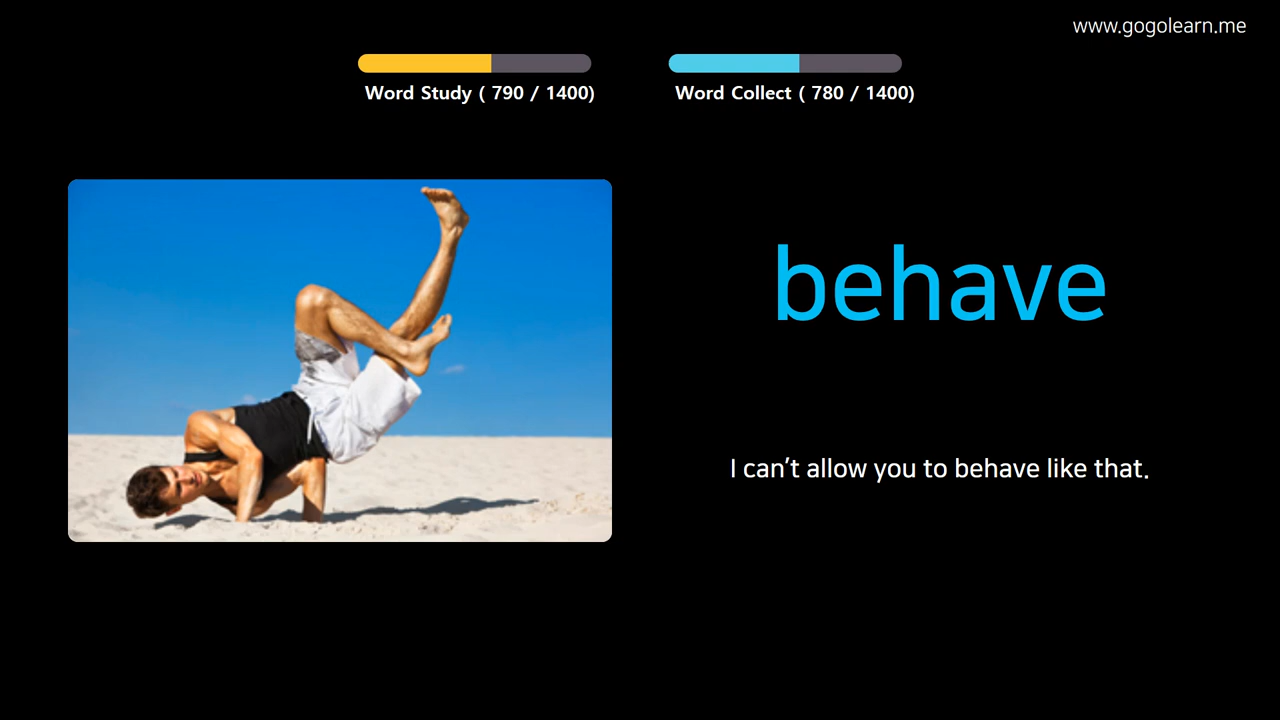 www.gogolearn.me
Word Study ( 790 / 1400)
Word Collect ( 780 / 1400)
behave
I can't allow you to behave like that.